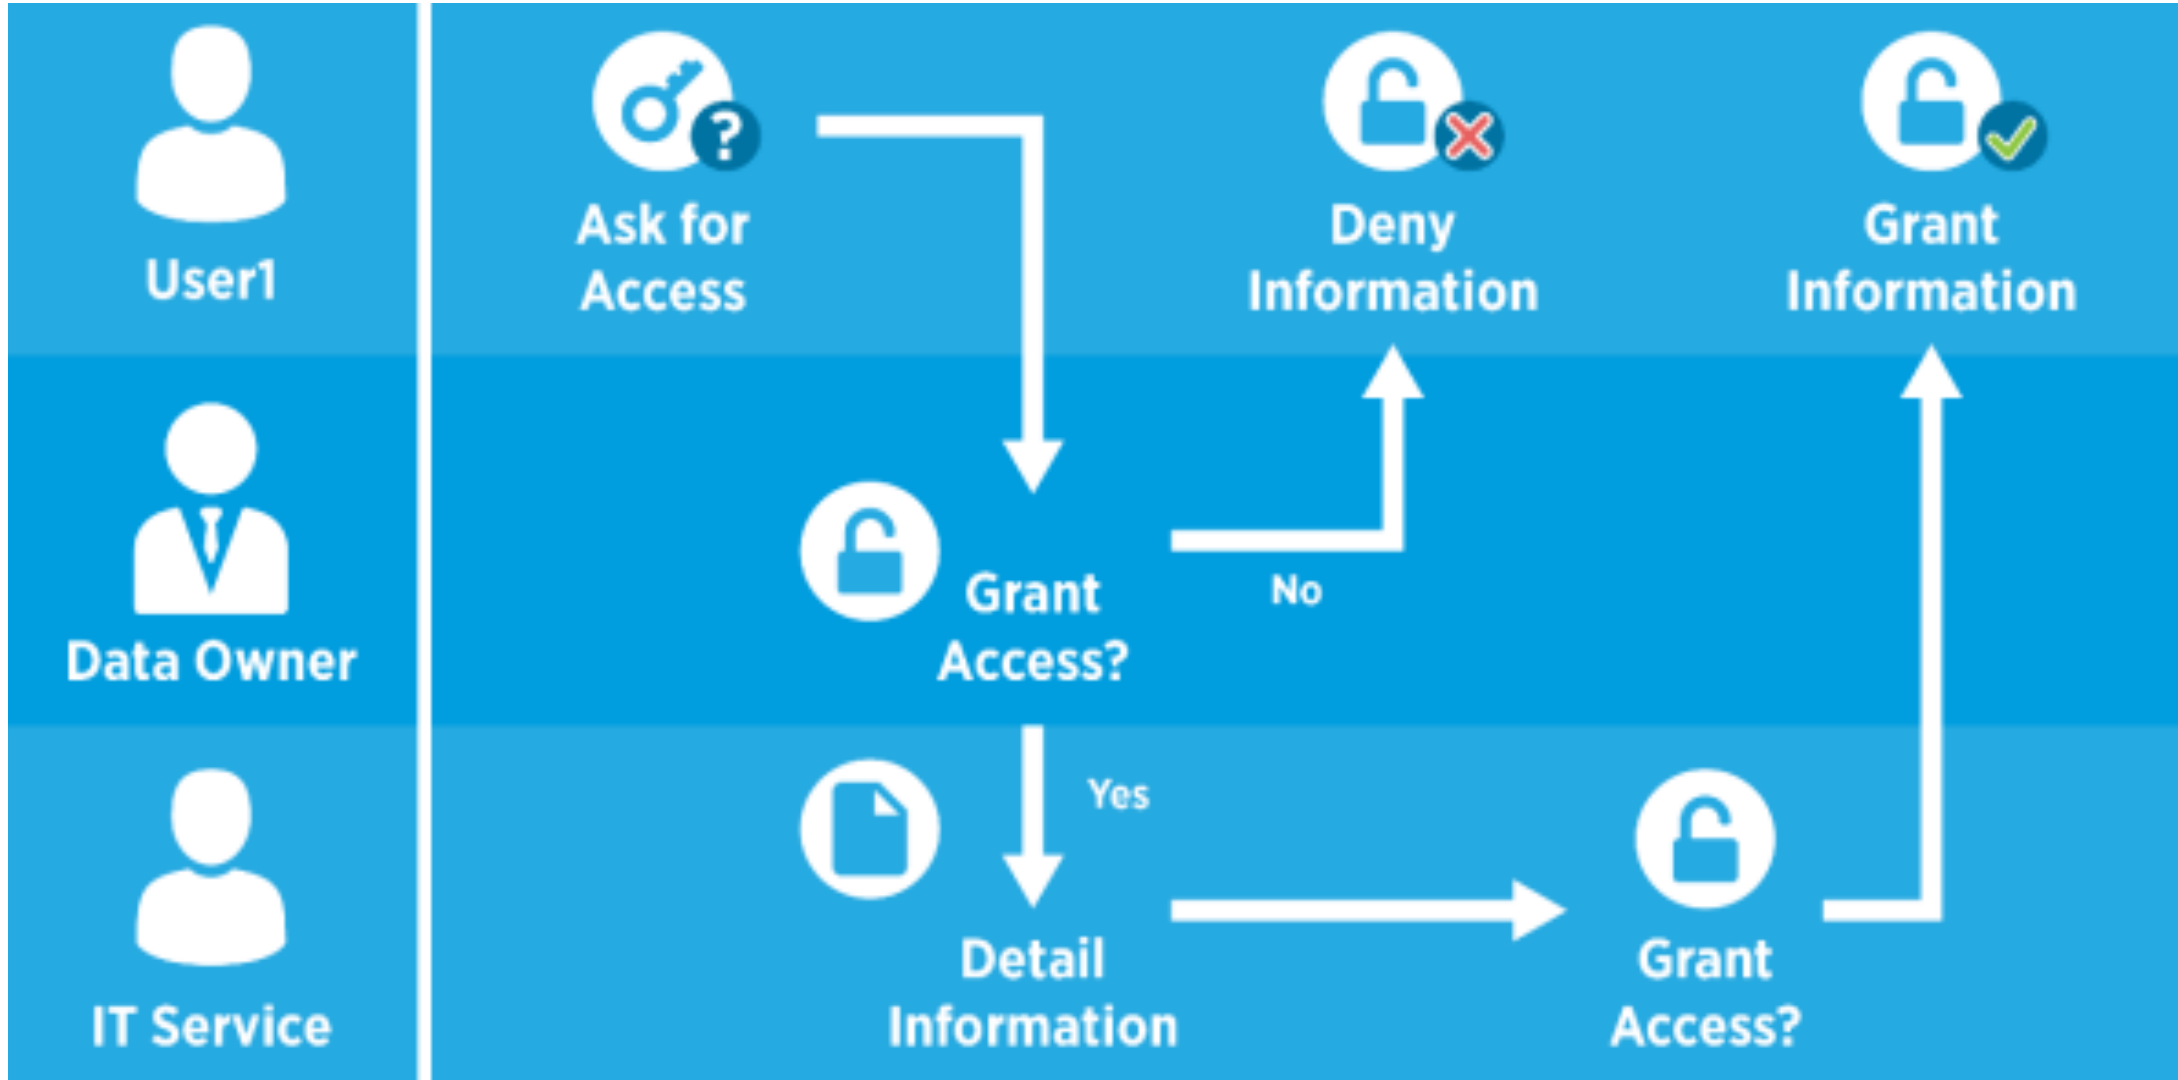 User1
Ask for
Access
?
Deny
Information
Grant
Information
Data Owner
Grant
Access?
No
IT Service
Yes
Detail
Information
Grant
Access?